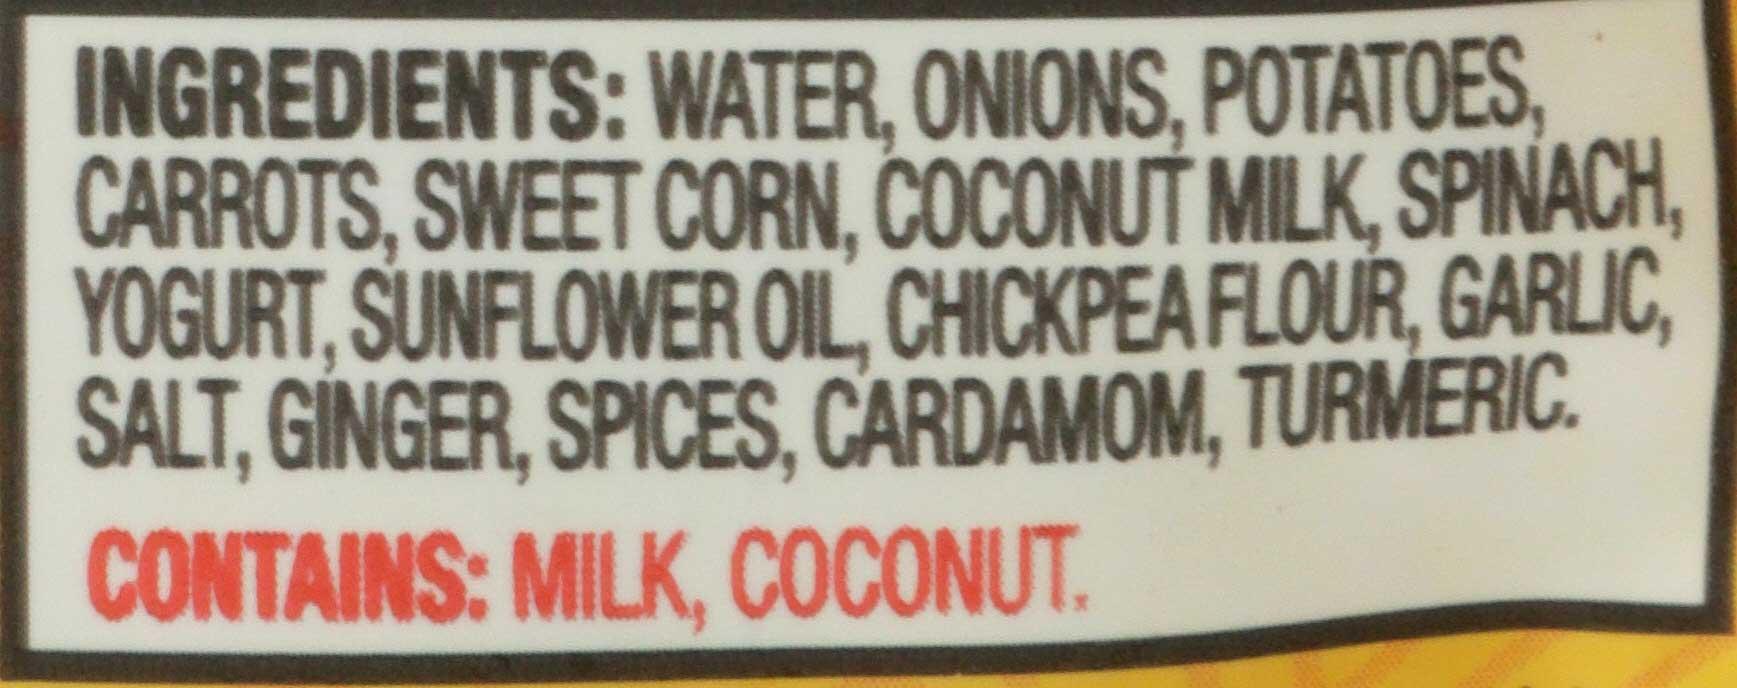 INGREDIENTS: WATER, ONIONS, POTATOES,
CARROTS, SWEET CORN, COCONUT MILK, SPINACH,
YOGURT, SUNFLOWER OIL, CHICKPEA FLOUR, GARLIC,
SALT, GINGER, SPICES, CARDAMOM, TURMERIC.
CONTAINS: MILK, COCONUT.